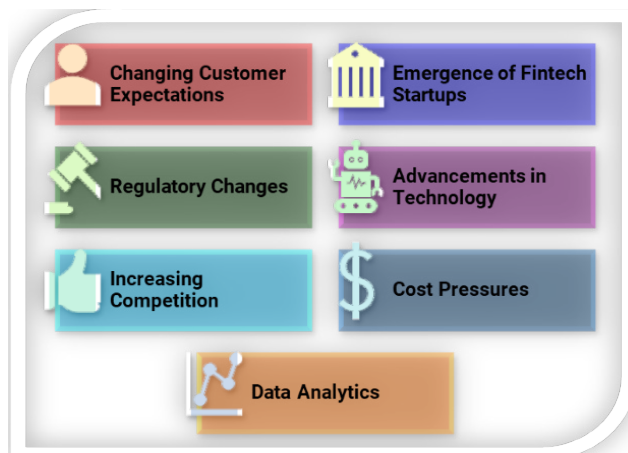 Changing Customer
Expectations
Emergence of Fintech
Startups
Regulatory Changes
Advancements in
Technology
Increasing
Competition
Cost Pressures
Data Analytics